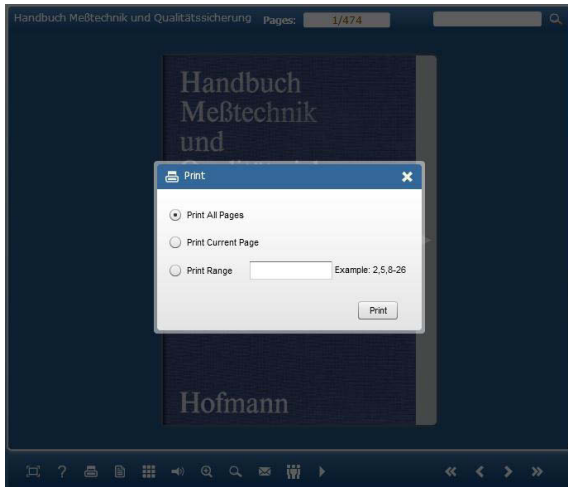 Handbuch Meßtechnik und Qualitätssicherung Pages: 1/474
Handbuch
Meßtechnik
und
Print
Print All Pages
Print Current Page
Print Range Example: 2,5,8-26
Print
Hofmann